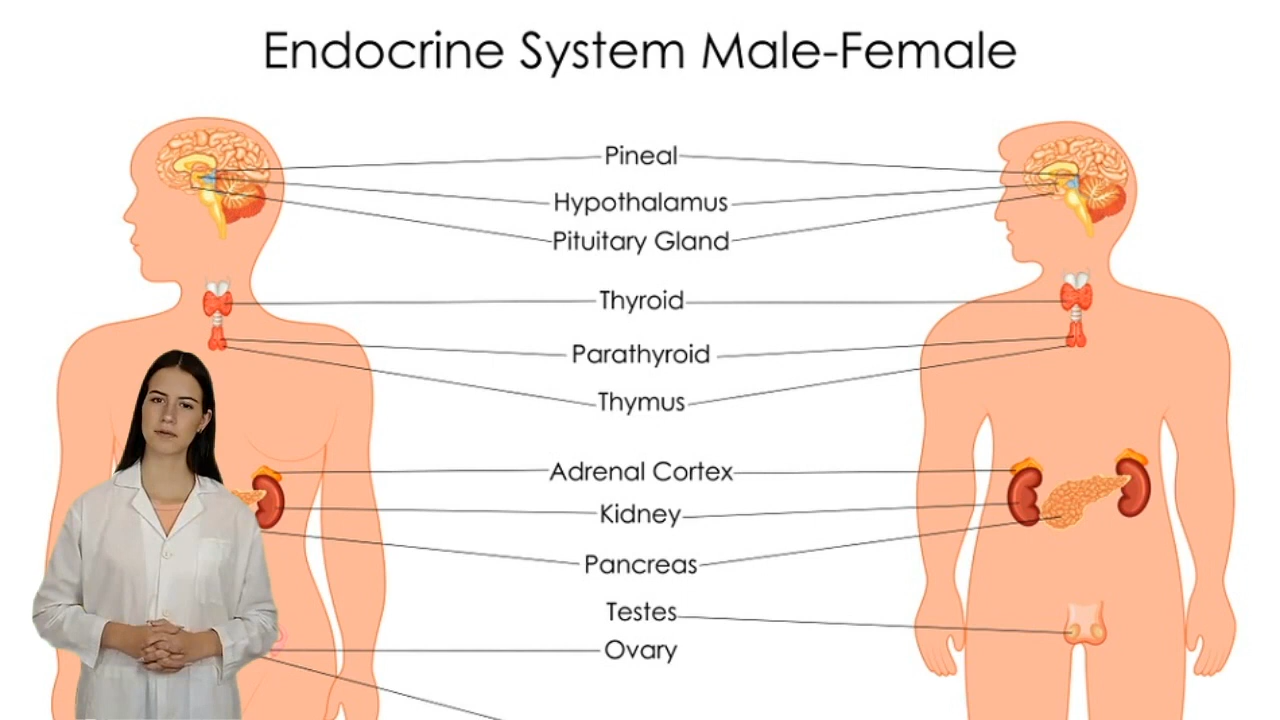 Endocrine System Male-Female
Pineal
Hypothalamus
Pituitary Gland
Thyroid
Parathyroid
Thymus
Adrenal Cortex
Kidney
Pancreas
Testes
Ovary